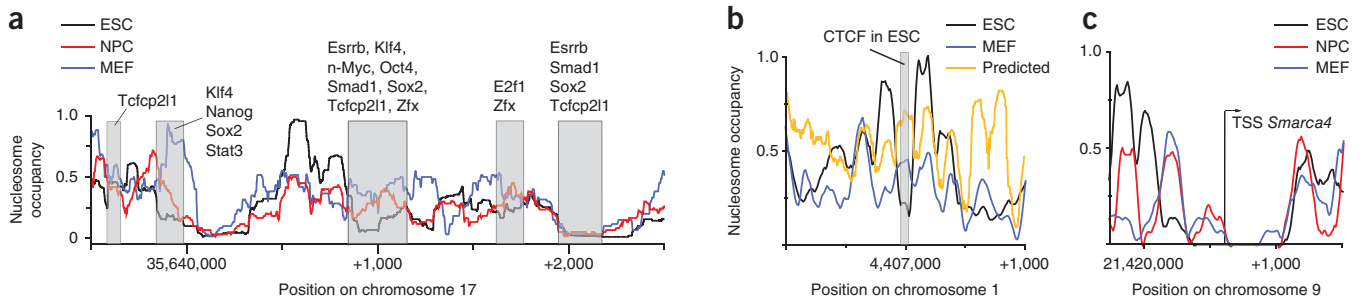 a
ESC
NPC
MEF
Tcfcp2l1
Klf4
Nanog
Sox2
Stat3
Esrrb, Klf4,
n-Myc, Oct4,
Smad1, Sox2,
Tcfcp2l1, Zfx
E2f1
Zfx
Esrrb
Smad1
Sox2
Tcfcp2l1
Nucleosome
occupancy
1.0
0.5
0
35,640,000
+1,000
+2,000
Position on chromosome 17
b
ESC
MEF
Predicted
CTCF in ESC
Nucleosome occupancy
1.0
0.5
4,407,000
+1,000
Position on chromosome 1
c
ESC
NPC
MEF
TSS Smarca4
1.0
0.5
0
21,420,000
+1,000
Position on chromosome 9